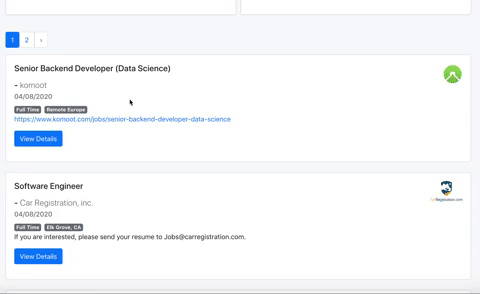 1 2 ›
Senior Backend Developer (Data Science)
- komoot
04/08/2020
Full Time Remote Europe
https://www.komoot.com/jobs/senior-backend-developer-data-science
View Details
Software Engineer
- Car Registration, inc.
CarRegistration.com
04/08/2020
Full Time Elk Grove, CA
If you are interested, please send your resume to Jobs@carregistration.com.
View Details